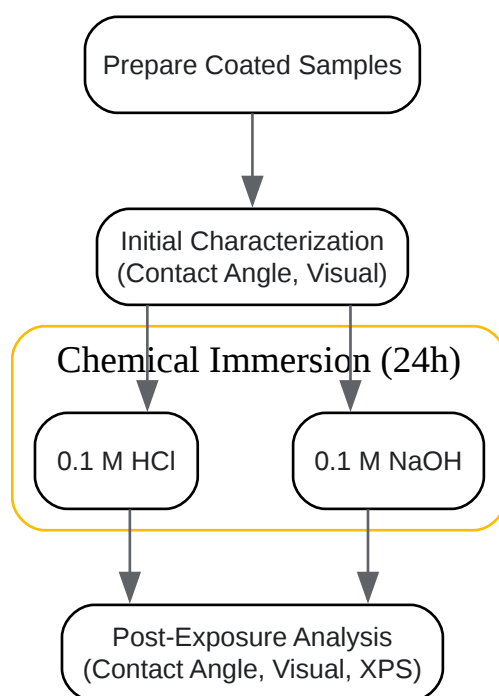 Prepare Coated Samples
Initial Characterization
(Contact Angle, Visual)
Chemical Immersion (24h)
0.1 M HCl
0.1 M NaOH
Post-Exposure Analysis
(Contact Angle, Visual, XPS)